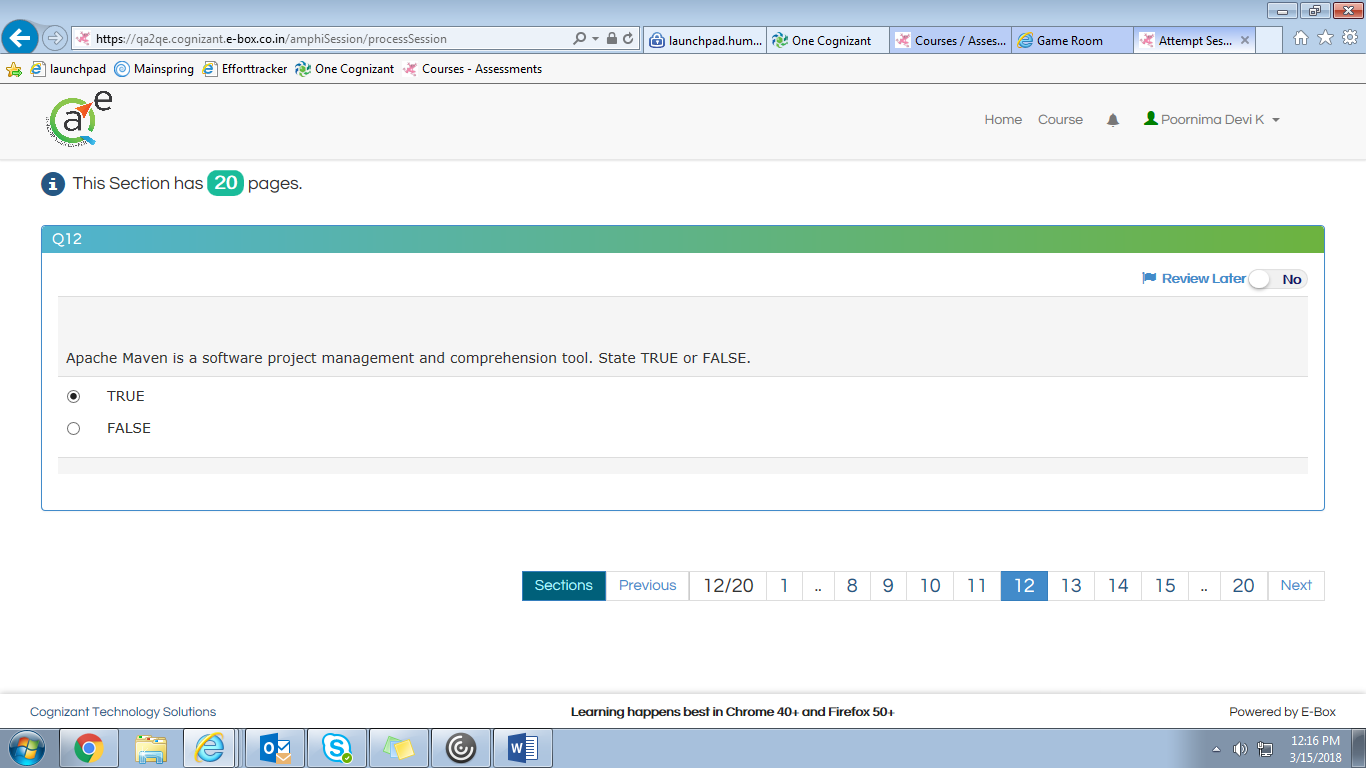 https://qa2qe.cognizant.e-box.co.in/amphiSession/processSession
launchpad.hum...
One Cognizant
Courses / Asses...
Game Room
Attempt Ses...
launchpad
Mainspring
Efforttracker
One Cognizant
Courses - Assessments
a e
Home
Course
Poornima Devi K
This Section has 20 pages.
Q12
Review Later No
Apache Maven is a software project management and comprehension tool. State TRUE or FALSE.
TRUE
FALSE
Sections Previous 12/20 1 .. 8 9 10 11 12 13 14 15 .. 20 Next
Cognizant Technology Solutions
Learning happens best in Chrome 40+ and Firefox 50+
Powered by E-Box
12:16 PM
3/15/2018